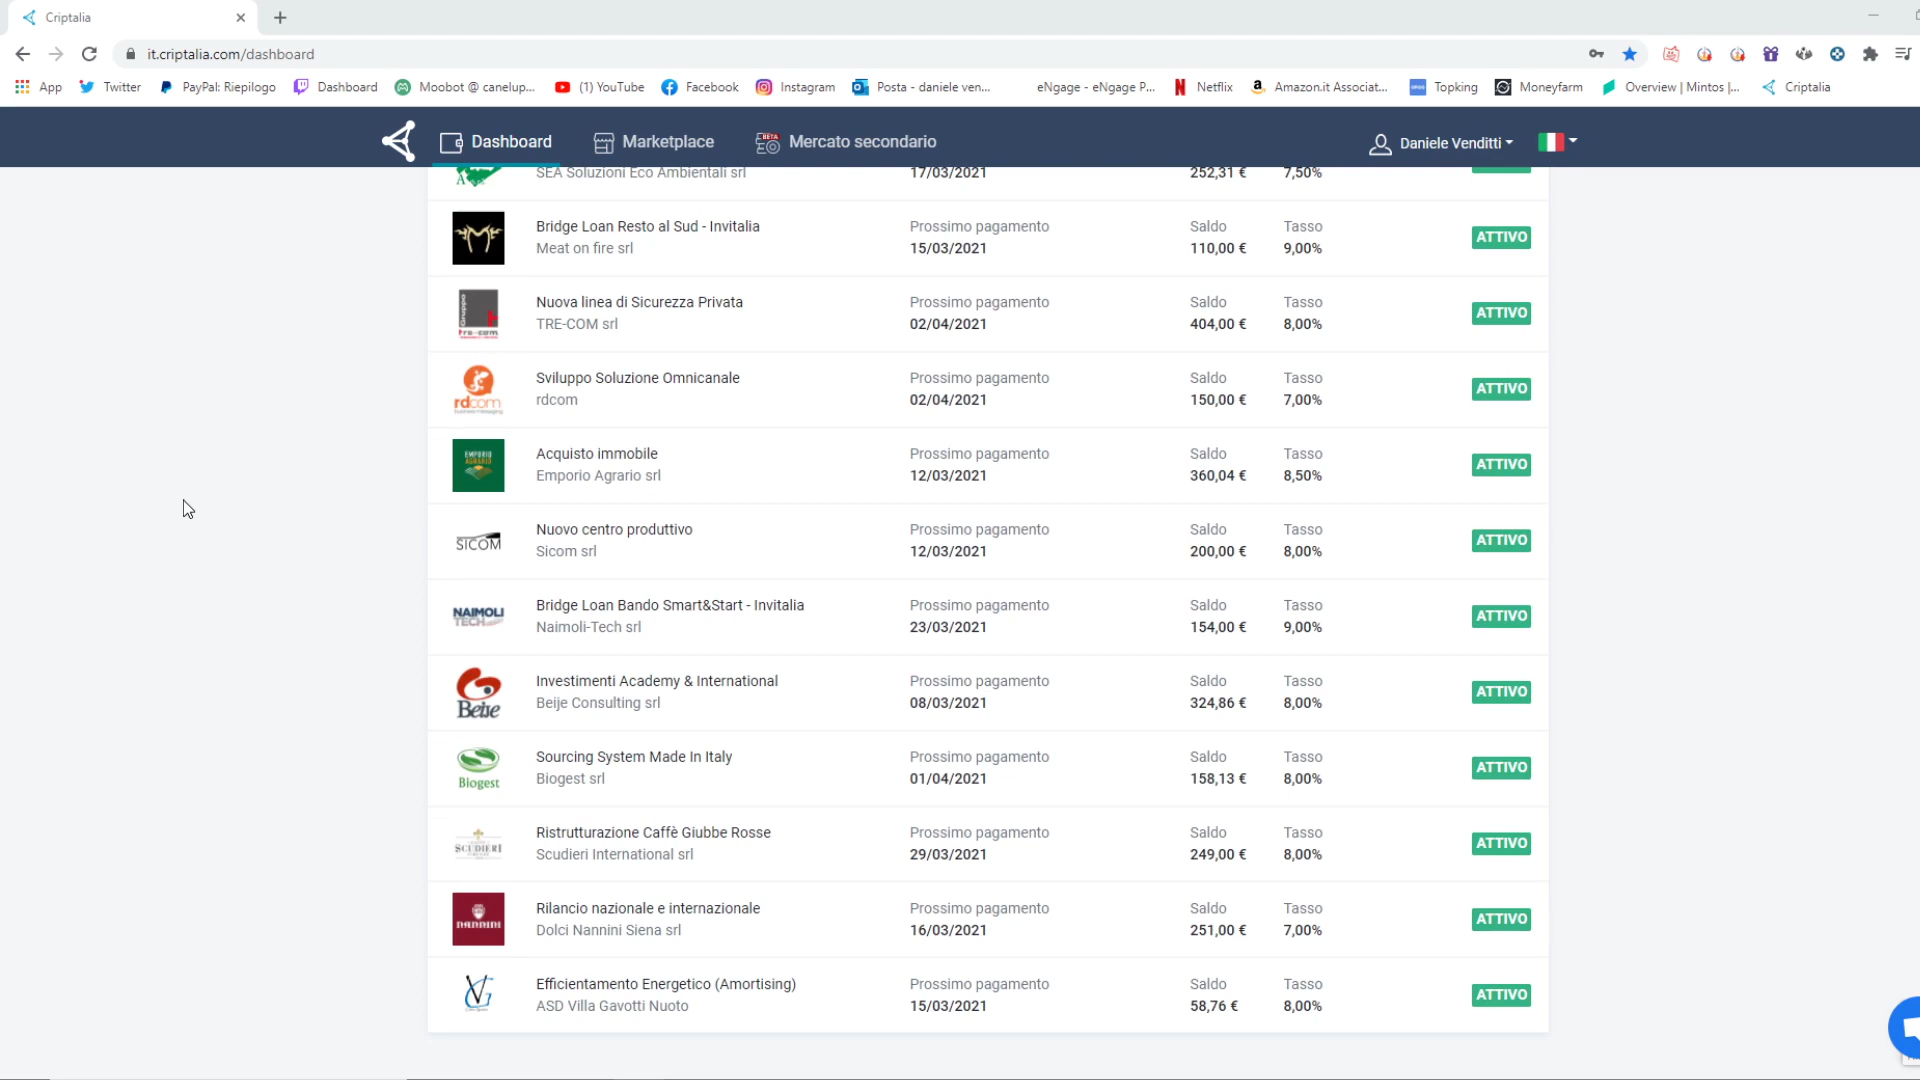 Criptalia
it.criptalia.com/dashboard
App Twitter PayPal: Riepilogo Dashboard Moobot @ canelup... (1) YouTube Facebook Instagram Posta - daniele ven... eNgage - eNgage P... Netflix Amazon.it Associat... Topking Moneyfarm Overview | Mintos |... Criptalia
Dashboard Marketplace BETA Mercato secondario Daniele Venditti
SEA Soluzioni Eco Ambientali srl 17/03/2021 252,31 € 7,50%
Bridge Loan Resto al Sud - Invitalia Prossimo pagamento Saldo Tasso
Meat on fire srl 15/03/2021 110,00 € 9,00% ATTIVO
Gruppo
tre-com
Nuova linea di Sicurezza Privata Prossimo pagamento Saldo Tasso
TRE-COM srl 02/04/2021 404,00 € 8,00% ATTIVO
rdcom
Sviluppo Soluzione Omnicanale Prossimo pagamento Saldo Tasso
rdcom 02/04/2021 150,00 € 7,00% ATTIVO
EMPORIO
AGRARIO
Acquisto immobile Prossimo pagamento Saldo Tasso
Emporio Agrario srl 12/03/2021 360,04 € 8,50% ATTIVO
SICOM
Nuovo centro produttivo Prossimo pagamento Saldo Tasso
Sicom srl 12/03/2021 200,00 € 8,00% ATTIVO
NAIMOLI
TECH
Bridge Loan Bando Smart&Start - Invitalia Prossimo pagamento Saldo Tasso
Naimoli-Tech srl 23/03/2021 154,00 € 9,00% ATTIVO
Beije
Investimenti Academy & International Prossimo pagamento Saldo Tasso
Beije Consulting srl 08/03/2021 324,86 € 8,00% ATTIVO
Biogest
Sourcing System Made In Italy Prossimo pagamento Saldo Tasso
Biogest srl 01/04/2021 158,13 € 8,00% ATTIVO
SCUDIERI
Ristrutturazione Caffè Giubbe Rosse Prossimo pagamento Saldo Tasso
Scudieri International srl 29/03/2021 249,00 € 8,00% ATTIVO
NANNINI
Rilancio nazionale e internazionale Prossimo pagamento Saldo Tasso
Dolci Nannini Siena srl 16/03/2021 251,00 € 7,00% ATTIVO
VG
Efficientamento Energetico (Amortising) Prossimo pagamento Saldo Tasso
ASD Villa Gavotti Nuoto 15/03/2021 58,76 € 8,00% ATTIVO